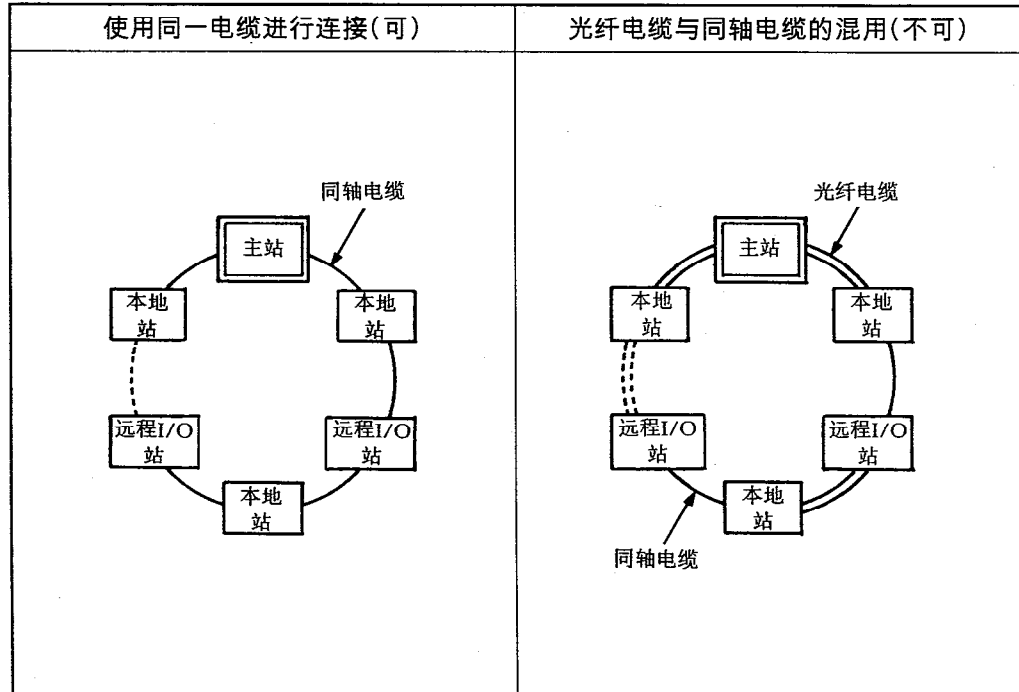 使用同一电缆进行连接(可)
光纤电缆与同轴电缆的混用(不可)
同轴电缆
主站
本地
站
本地
站
远程I/O
站
远程I/O
站
本地
站
光纤电缆
主站
本地
站
本地
站
远程I/O
站
远程I/O
站
本地
站
同轴电缆